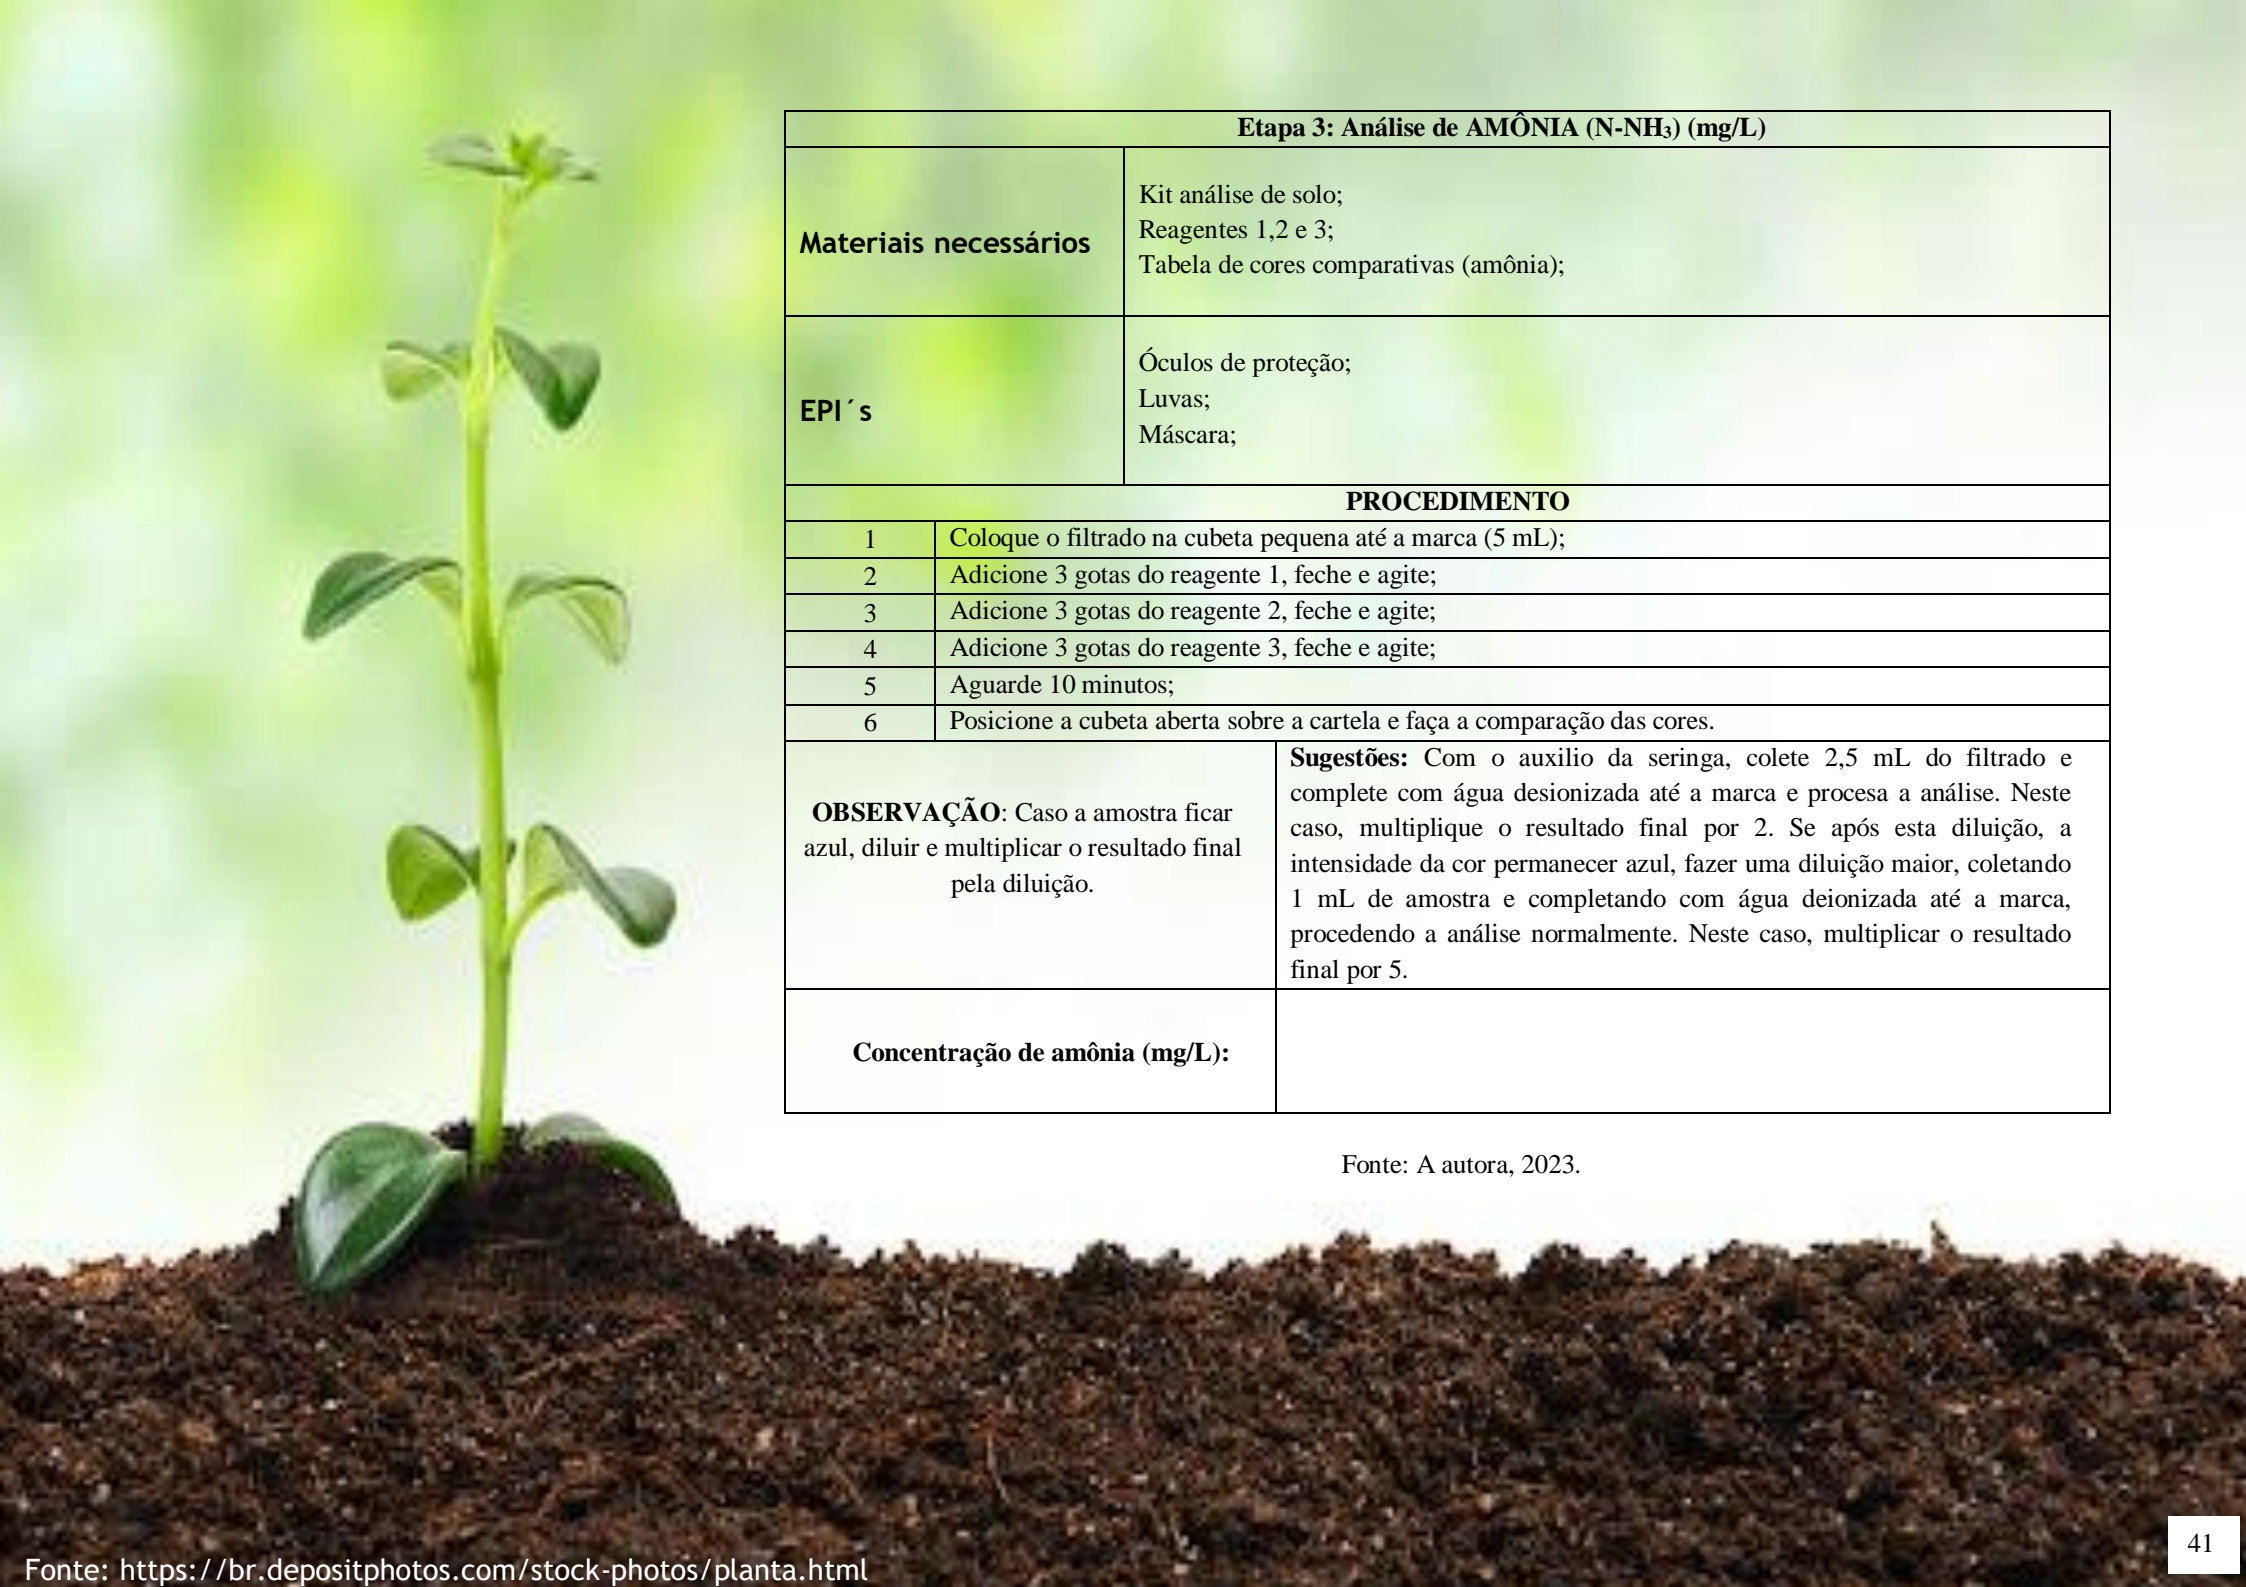 Etapa 3: Análise de AMÔNIA (N-NH₃) (mg/L)
Materiais necessários
Kit análise de solo;
Reagentes 1,2 e 3;
Tabela de cores comparativas (amônia);
EPI´s
Óculos de proteção;
Luvas;
Máscara;
PROCEDIMENTO
1 Coloque o filtrado na cubeta pequena até a marca (5 mL);
2 Adicione 3 gotas do reagente 1, feche e agite;
3 Adicione 3 gotas do reagente 2, feche e agite;
4 Adicione 3 gotas do reagente 3, feche e agite;
5 Aguarde 10 minutos;
6 Posicione a cubeta aberta sobre a cartela e faça a comparação das cores.
OBSERVAÇÃO: Caso a amostra ficar
azul, diluir e multiplicar o resultado final
pela diluição.
Sugestões: Com o auxilio da seringa, colete 2,5 mL do filtrado e
complete com água desionizada até a marca e procesa a análise. Neste
caso, multiplique o resultado final por 2. Se após esta diluição, a
intensidade da cor permanecer azul, fazer uma diluição maior, coletando
1 mL de amostra e completando com água deionizada até a marca,
procedendo a análise normalmente. Neste caso, multiplicar o resultado
final por 5.
Concentração de amônia (mg/L):
Fonte: A autora, 2023.
41
Fonte: https://br.depositphotos.com/stock-photos/planta.html